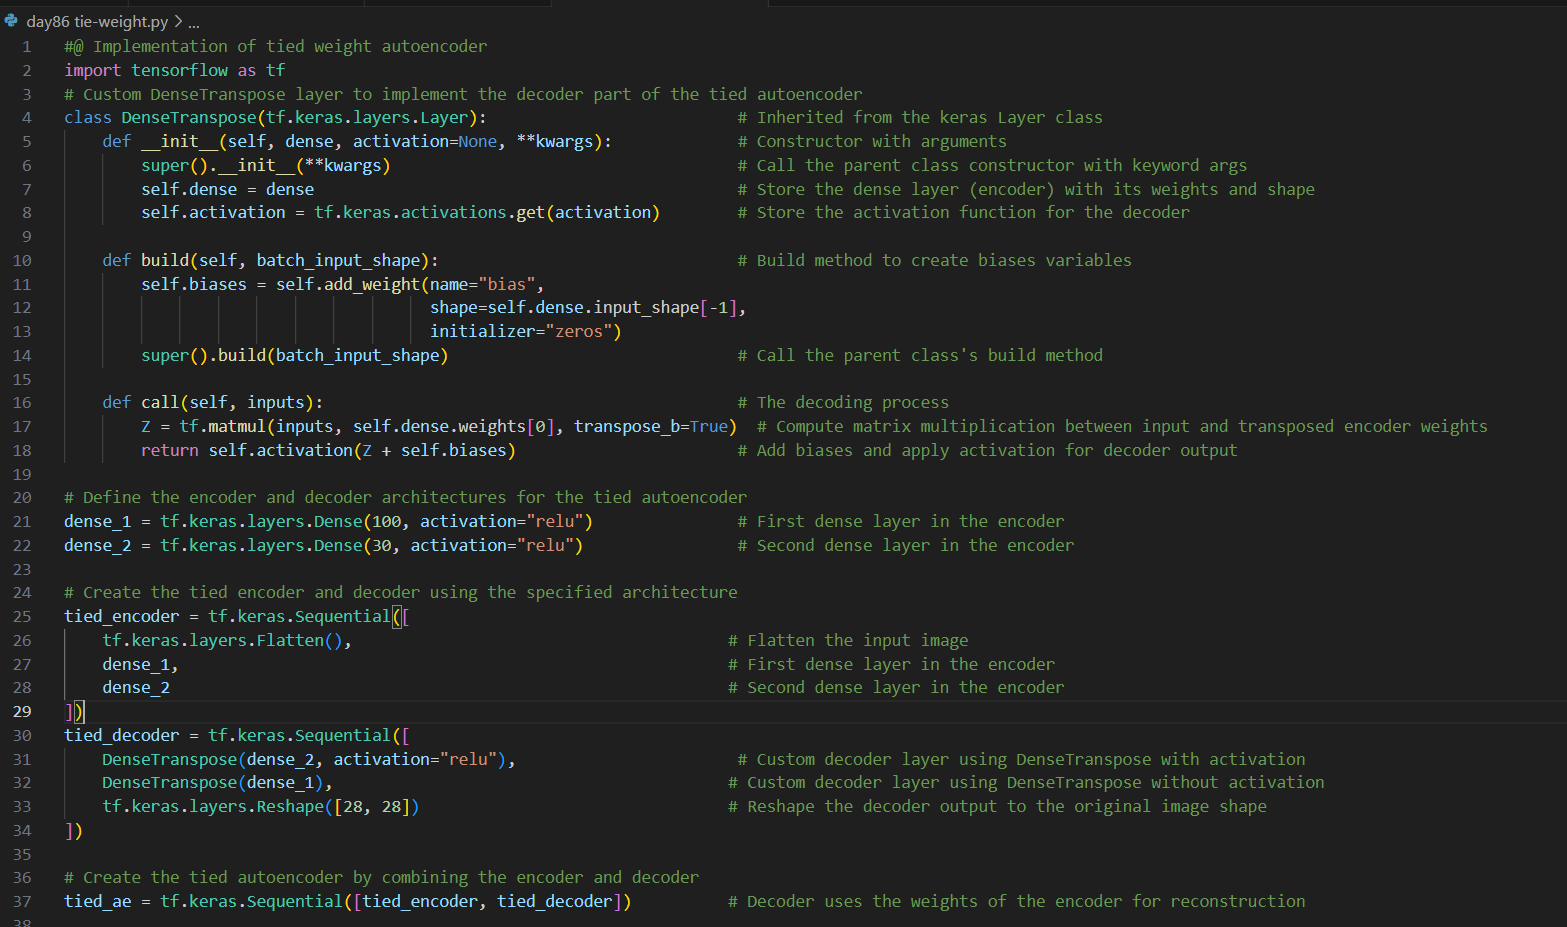 day86 tie-weight.py > ...
1 #@ Implementation of tied weight autoencoder
2 import tensorflow as tf
3 # Custom DenseTranspose layer to implement the decoder part of the tied autoencoder
4 class DenseTranspose(tf.keras.layers.Layer): # Inherited from the keras Layer class
5     def __init__(self, dense, activation=None, **kwargs): # Constructor with arguments
6         super().__init__(**kwargs) # Call the parent class constructor with keyword args
7         self.dense = dense # Store the dense layer (encoder) with its weights and shape
8         self.activation = tf.keras.activations.get(activation) # Store the activation function for the decoder
9
10     def build(self, batch_input_shape): # Build method to create biases variables
11         self.biases = self.add_weight(name="bias",
12                                       shape=self.dense.input_shape[-1],
13                                       initializer="zeros")
14         super().build(batch_input_shape) # Call the parent class's build method
15
16     def call(self, inputs): # The decoding process
17         Z = tf.matmul(inputs, self.dense.weights[0], transpose_b=True) # Compute matrix multiplication between input and transposed encoder weights
18         return self.activation(Z + self.biases) # Add biases and apply activation for decoder output
19
20 # Define the encoder and decoder architectures for the tied autoencoder
21 dense_1 = tf.keras.layers.Dense(100, activation="relu") # First dense layer in the encoder
22 dense_2 = tf.keras.layers.Dense(30, activation="relu") # Second dense layer in the encoder
23
24 # Create the tied encoder and decoder using the specified architecture
25 tied_encoder = tf.keras.Sequential([
26     tf.keras.layers.Flatten(), # Flatten the input image
27     dense_1, # First dense layer in the encoder
28     dense_2 # Second dense layer in the encoder
29 ])
30 tied_decoder = tf.keras.Sequential([
31     DenseTranspose(dense_2, activation="relu"), # Custom decoder layer using DenseTranspose with activation
32     DenseTranspose(dense_1), # Custom decoder layer using DenseTranspose without activation
33     tf.keras.layers.Reshape([28, 28]) # Reshape the decoder output to the original image shape
34 ])
35
36 # Create the tied autoencoder by combining the encoder and decoder
37 tied_ae = tf.keras.Sequential([tied_encoder, tied_decoder]) # Decoder uses the weights of the encoder for reconstruction
38